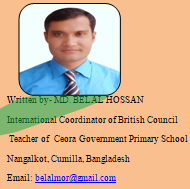 Written by- MD BELAL HOSSAN
International Coordinator of British Council
Teacher of Ceora Government Primary School
Nangalkot, Cumilla, Bangladesh
Email: belalmor@gmail.com